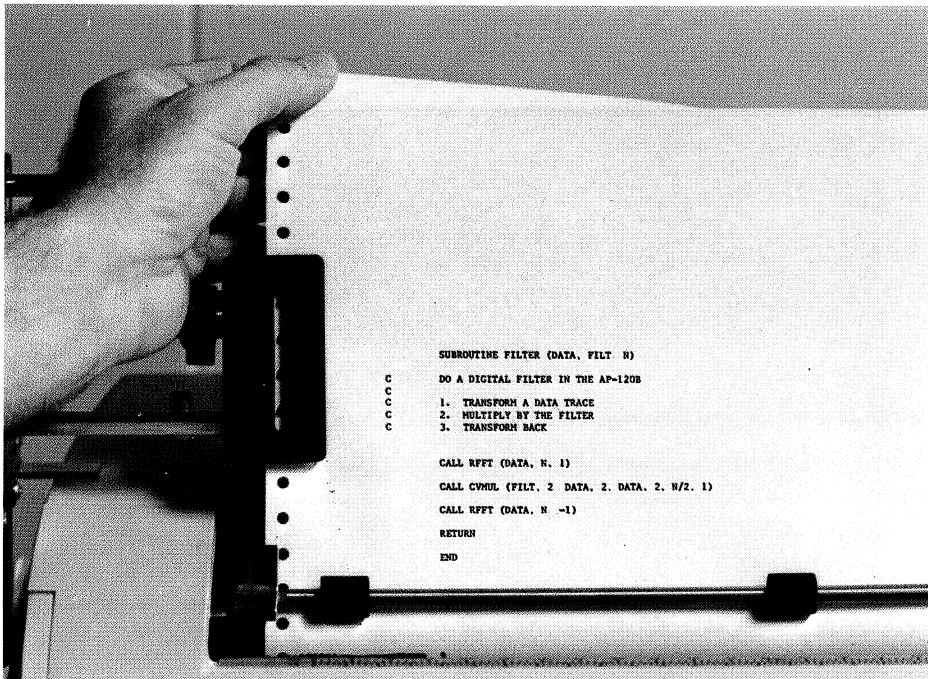 SUBROUTINE FILTER (DATA, FILT N)
C DO A DIGITAL FILTER IN THE AP-120B
C
C 1. TRANSFORM A DATA TRACE
C 2. MULTIPLY BY THE FILTER
C 3. TRANSFORM BACK
CALL RFFT (DATA, N, 1)
CALL CVMUL (FILT, 2 DATA, 2. DATA, 2, N/2, 1)
CALL RFFT (DATA, N -1)
RETURN
END